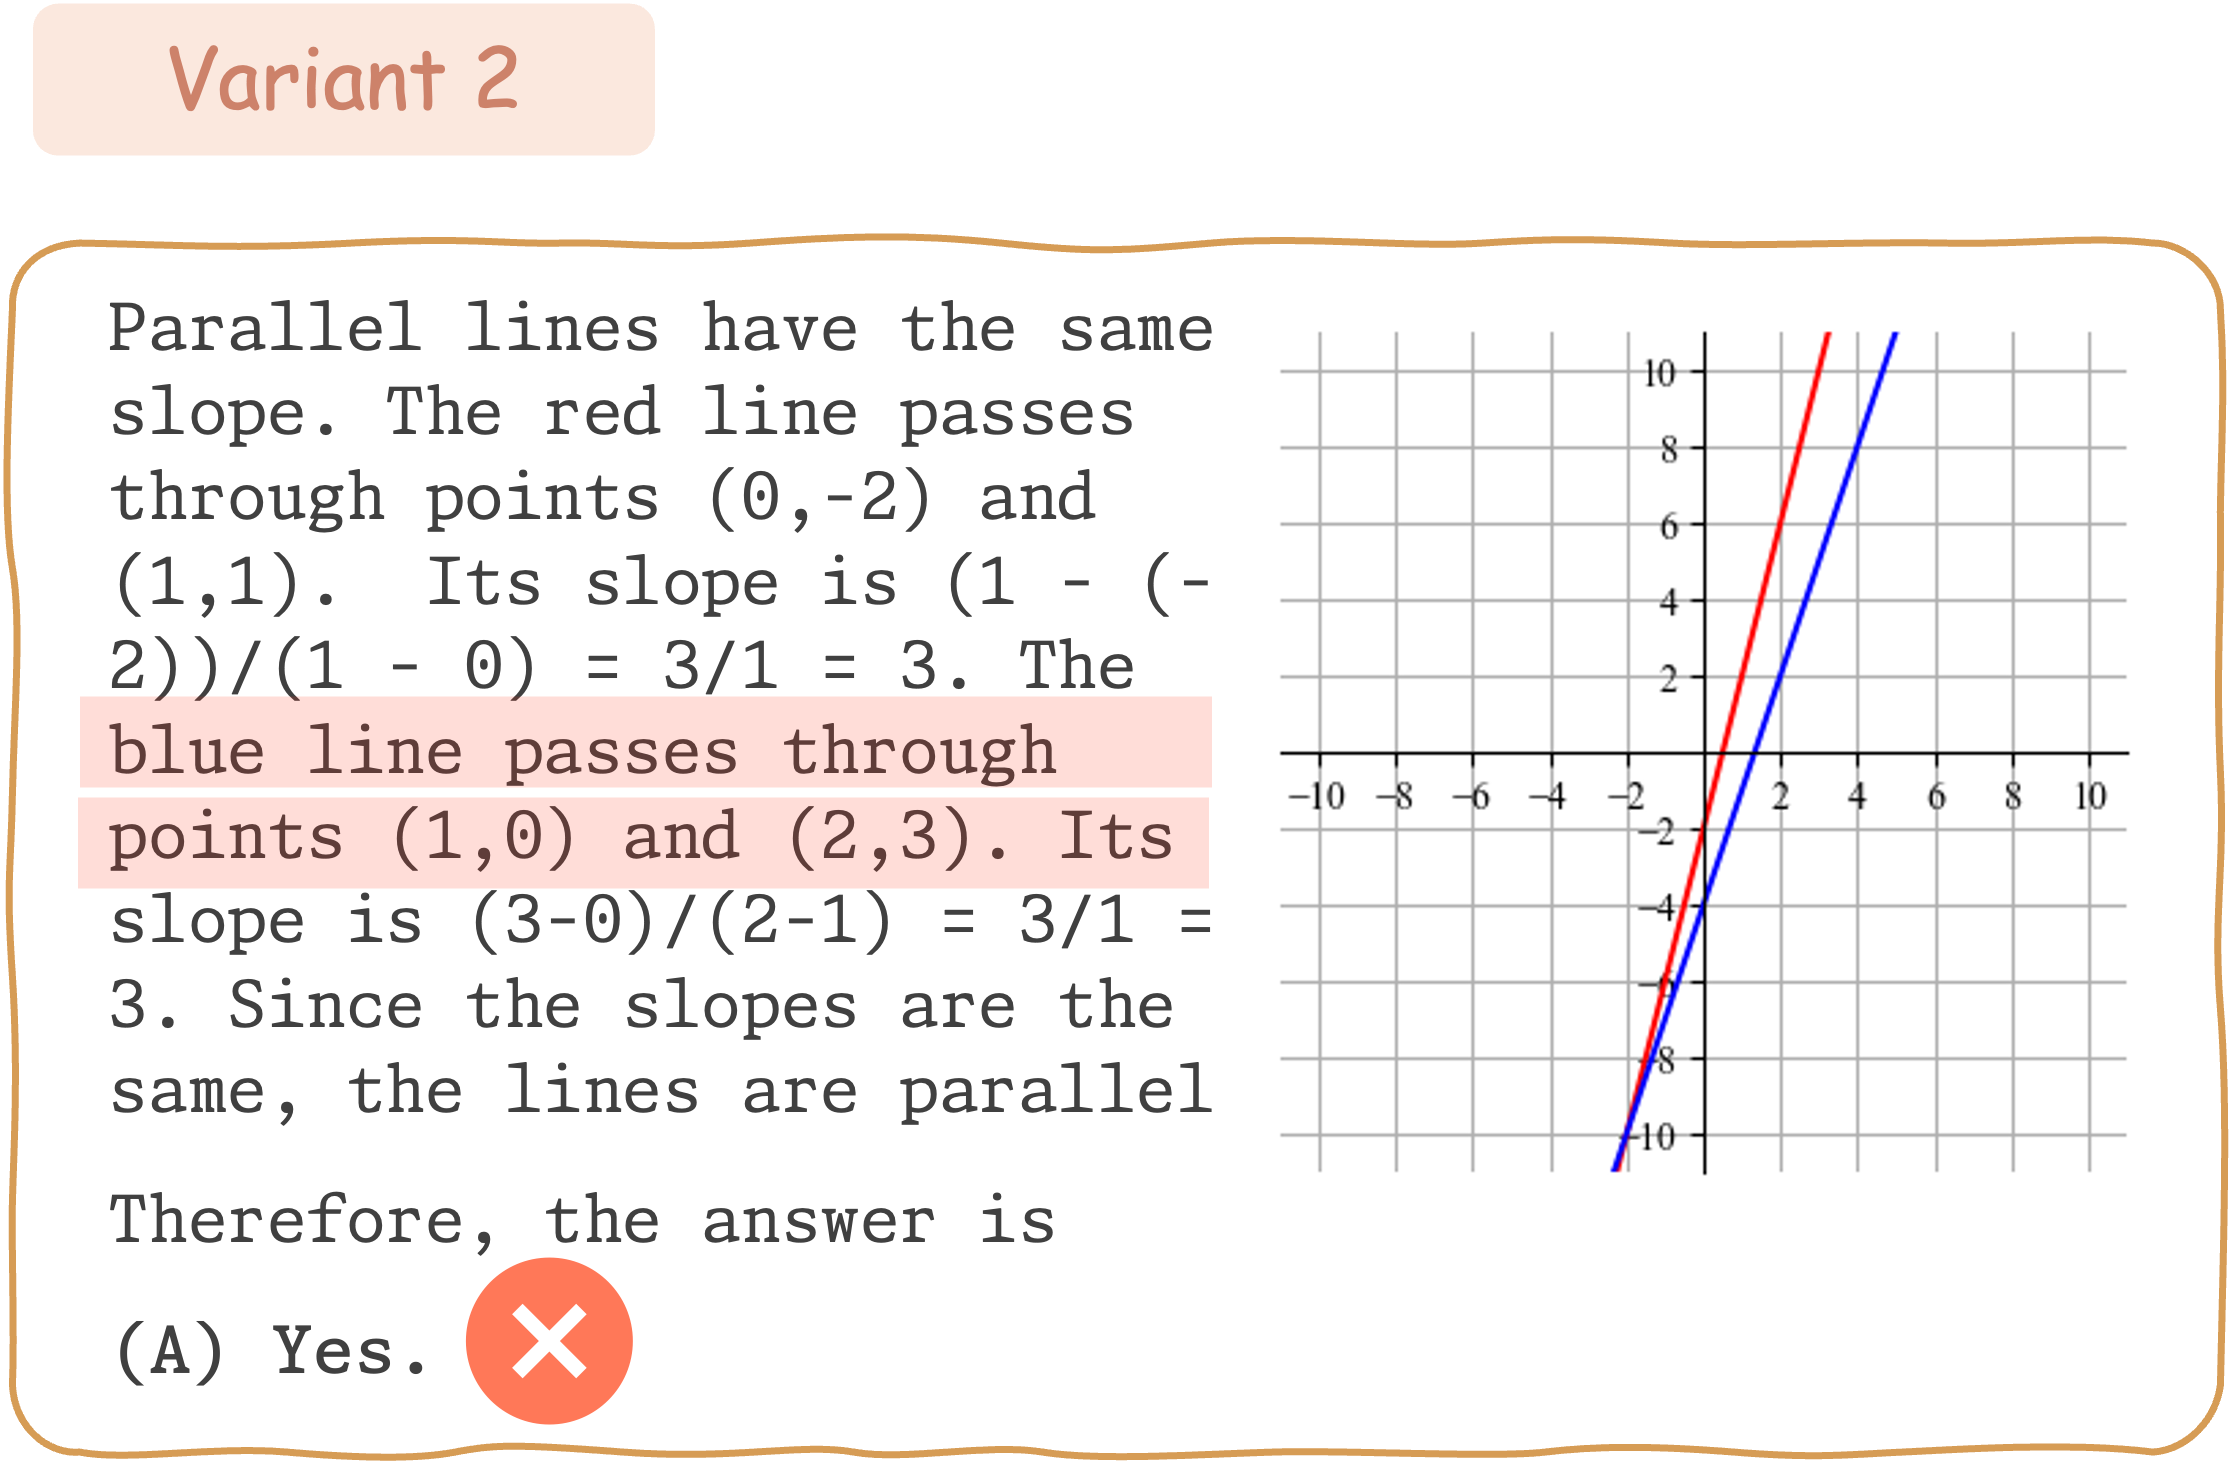 Variant 2
Parallel lines have the same
slope. The red line passes
through points (0,-2) and
(1,1).  Its slope is (1 - (-
2))/(1 - 0) = 3/1 = 3. The
blue line passes through
points (1,0) and (2,3). Its
slope is (3-0)/(2-1) = 3/1 =
3. Since the slopes are the
same, the lines are parallel
Therefore, the answer is
(A) Yes.
10
8
6
4
2
−10 −8 −6 −4 −2 2 4 6 8 10
−2
−4
−6
−8
−10